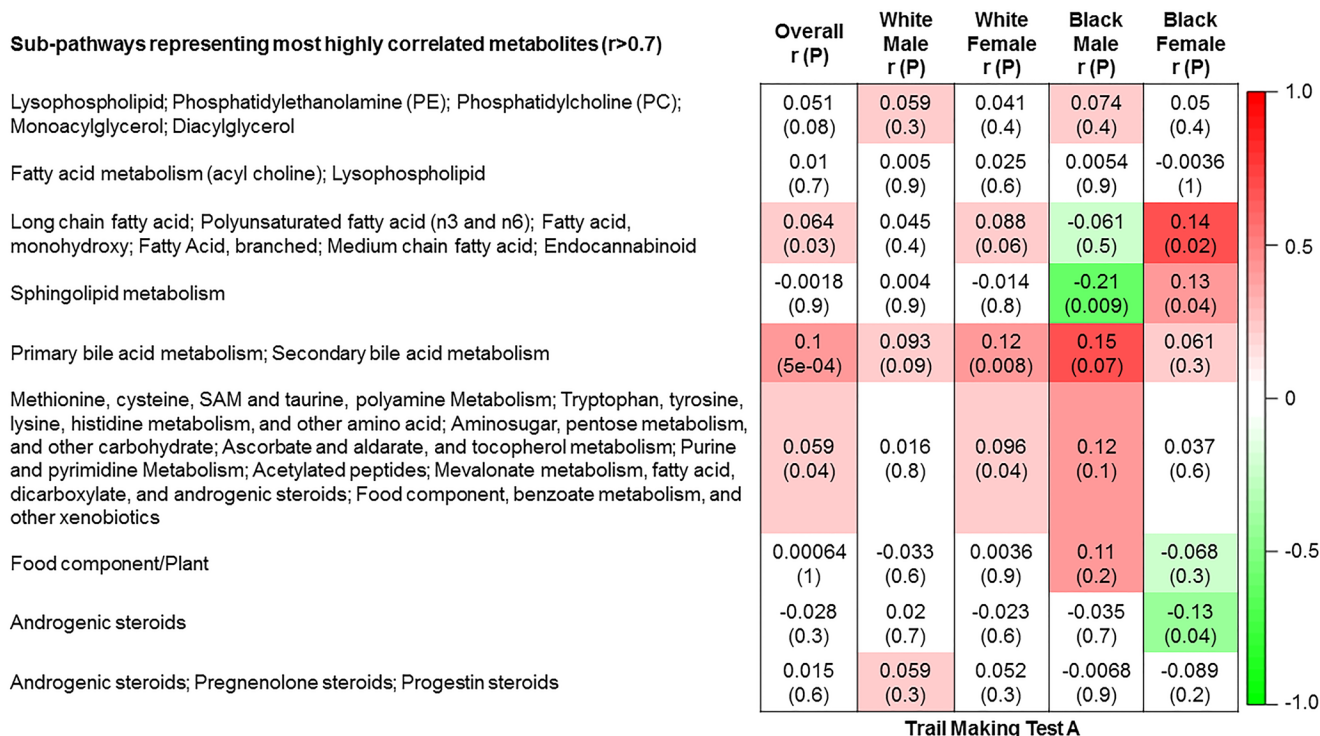 Sub-pathways representing most highly correlated metabolites (r>0.7)
Overall r (P)
White Male r (P)
White Female r (P)
Black Male r (P)
Black Female r (P)
Lysophospholipid; Phosphatidylethanolamine (PE); Phosphatidylcholine (PC);
Monoacylglycerol; Diacylglycerol
0.051 0.059 0.041 0.074 0.05
(0.08) (0.3) (0.4) (0.4) (0.4)
Fatty acid metabolism (acyl choline); Lysophospholipid
0.01 0.005 0.025 0.0054 -0.0036
(0.7) (0.9) (0.6) (0.9) (1)
Long chain fatty acid; Polyunsaturated fatty acid (n3 and n6); Fatty acid,
monohydroxy; Fatty Acid, branched; Medium chain fatty acid; Endocannabinoid
0.064 0.045 0.088 -0.061 0.14
(0.03) (0.4) (0.06) (0.5) (0.02)
Sphingolipid metabolism
-0.0018 0.004 -0.014 -0.21 0.13
(0.9) (0.9) (0.8) (0.009) (0.04)
Primary bile acid metabolism; Secondary bile acid metabolism
0.1 0.093 0.12 0.15 0.061
(5e-04) (0.09) (0.008) (0.07) (0.3)
Methionine, cysteine, SAM and taurine, polyamine Metabolism; Tryptophan, tyrosine,
lysine, histidine metabolism, and other amino acid; Aminosugar, pentose metabolism,
and other carbohydrate; Ascorbate and aldarate, and tocopherol metabolism; Purine
and pyrimidine Metabolism; Acetylated peptides; Mevalonate metabolism, fatty acid,
dicarboxylate, and androgenic steroids; Food component, benzoate metabolism, and
other xenobiotics
0.059 0.016 0.096 0.12 0.037
(0.04) (0.8) (0.04) (0.1) (0.6)
Food component/Plant
0.00064 -0.033 0.0036 0.11 -0.068
(1) (0.6) (0.9) (0.2) (0.3)
Androgenic steroids
-0.028 0.02 -0.023 -0.035 -0.13
(0.3) (0.7) (0.6) (0.7) (0.04)
Androgenic steroids; Pregnenolone steroids; Progestin steroids
0.015 0.059 0.052 -0.0068 -0.089
(0.6) (0.3) (0.3) (0.9) (0.2)
Trail Making Test A
1.0
0.5
0
-0.5
-1.0